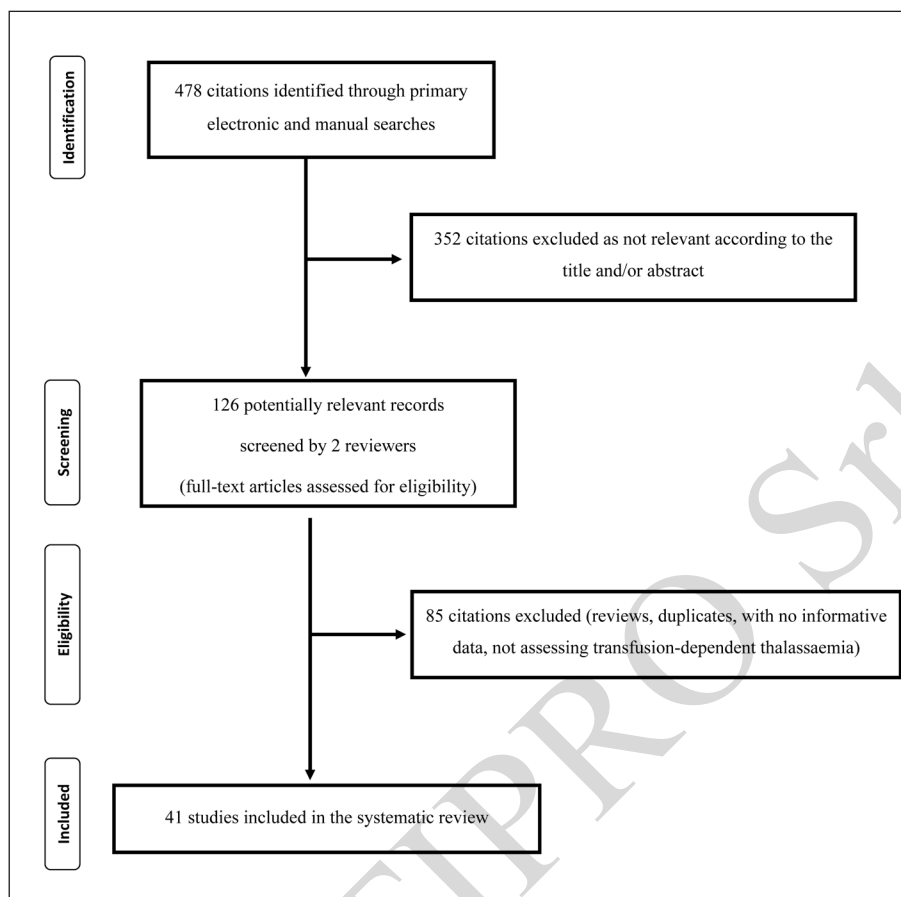 Identification
478 citations identified through primary
electronic and manual searches
352 citations excluded as not relevant according to the
title and/or abstract
Screening
126 potentially relevant records
screened by 2 reviewers
(full-text articles assessed for eligibility)
Eligibility
85 citations excluded (reviews, duplicates, with no informative
data, not assessing transfusion-dependent thalassaemia)
Included
41 studies included in the systematic review